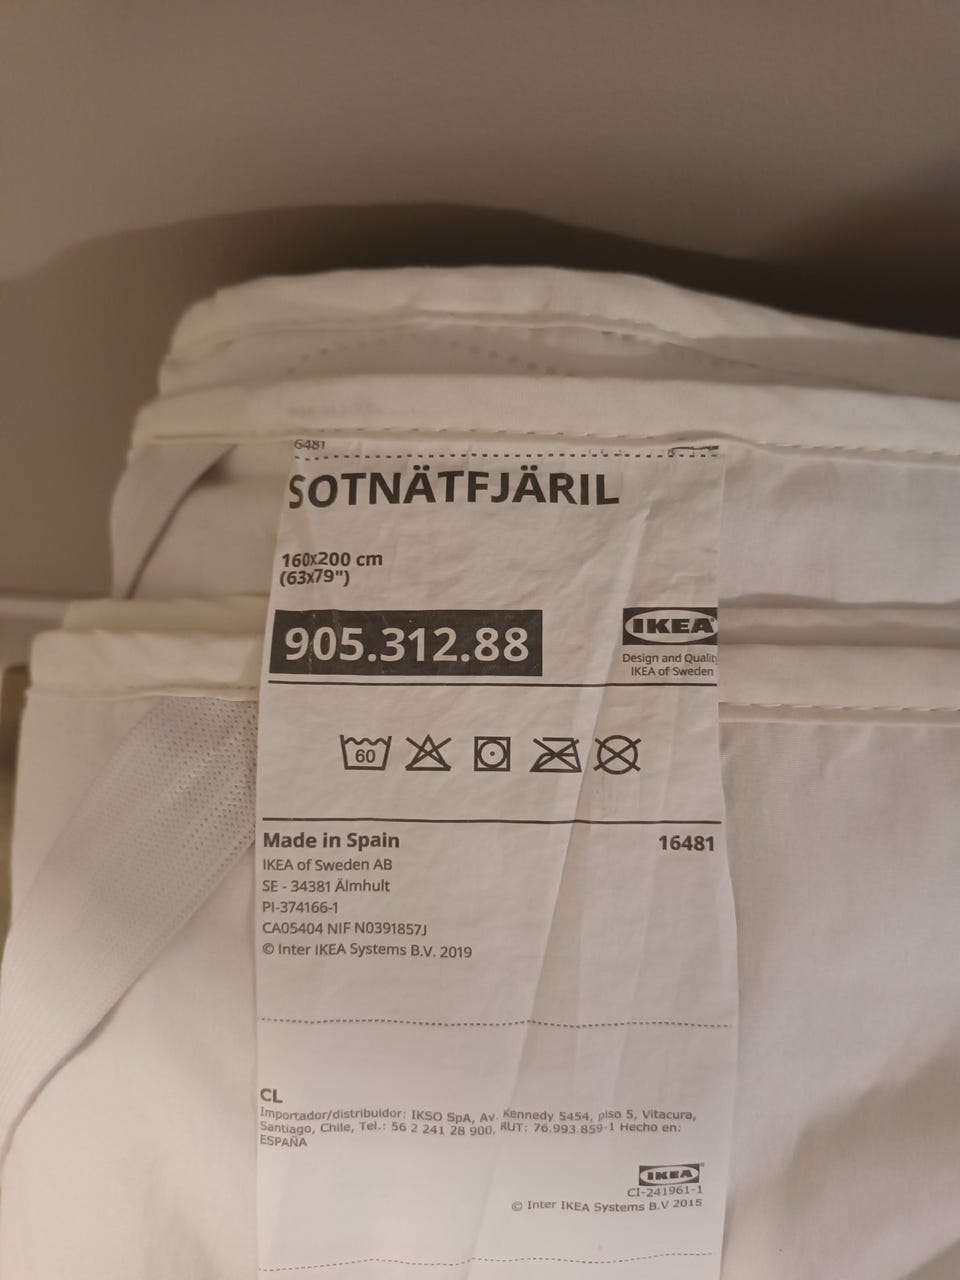 6481
SOTNÄTFJÄRIL
160x200 cm
(63x79")
905.312.88
IKEA
Design and Quality
IKEA of Sweden
60
Made in Spain
16481
IKEA of Sweden AB
SE - 34381 Älmhult
PI-374166-1
CA05404 NIF N0391857J
© Inter IKEA Systems B.V. 2019
CL
Importador/distribuidor: IKSO SpA, Av. Kennedy 5454, piso 5, Vitacura,
Santiago, Chile, Tel.: 56 2 241 28 900, RUT: 76.993.859-1 Hecho en:
ESPAÑA
IKEA
CI-241961-1
© Inter IKEA Systems B.V 2015